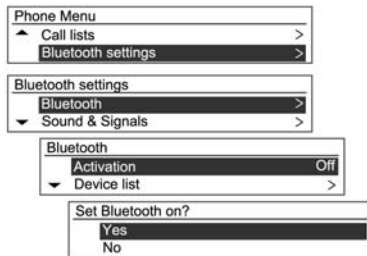 Phone Menu
Call lists >
Bluetooth settings >
Bluetooth settings
Bluetooth >
Sound & Signals >
Bluetooth
Activation Off
Device list >
Set Bluetooth on?
Yes
No